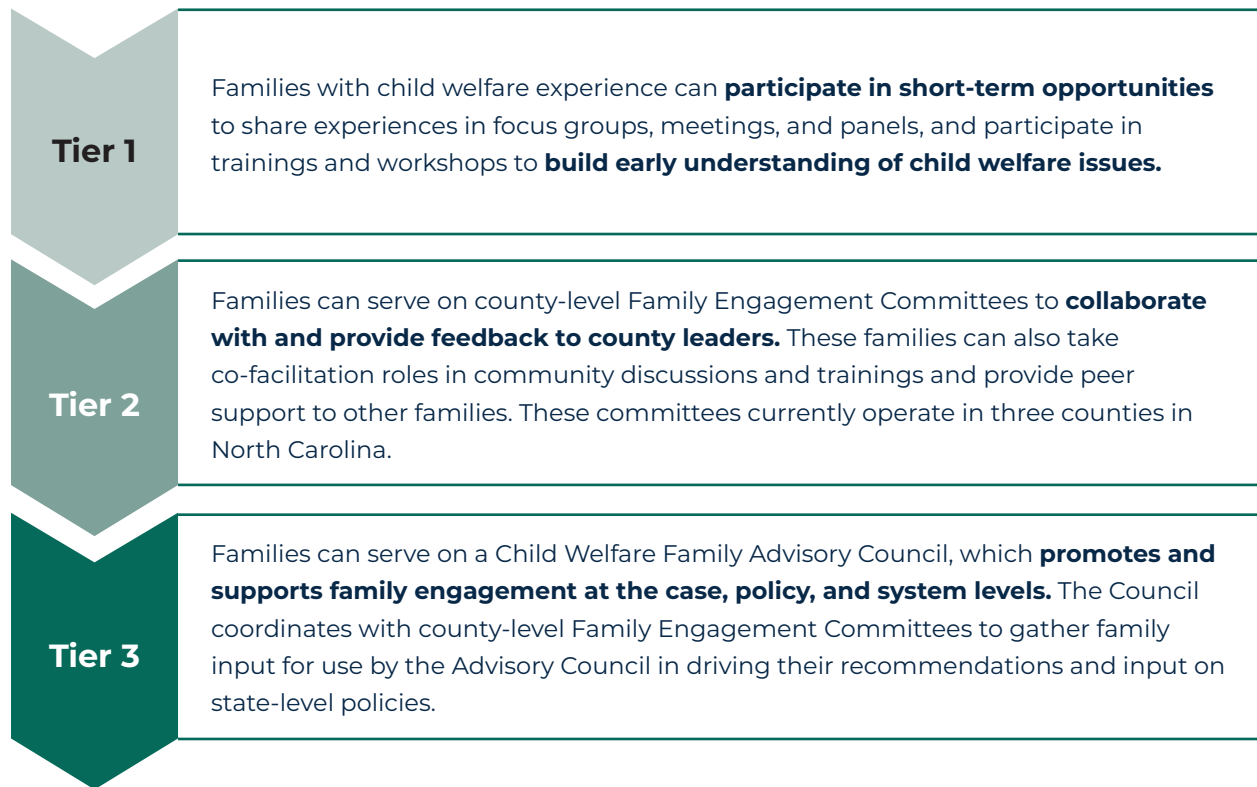 Tier 1
Families with child welfare experience can participate in short-term opportunities
to share experiences in focus groups, meetings, and panels, and participate in
trainings and workshops to build early understanding of child welfare issues.
Tier 2
Families can serve on county-level Family Engagement Committees to collaborate
with and provide feedback to county leaders. These families can also take
co-facilitation roles in community discussions and trainings and provide peer
support to other families. These committees currently operate in three counties in
North Carolina.
Tier 3
Families can serve on a Child Welfare Family Advisory Council, which promotes and
supports family engagement at the case, policy, and system levels. The Council
coordinates with county-level Family Engagement Committees to gather family
input for use by the Advisory Council in driving their recommendations and input on
state-level policies.